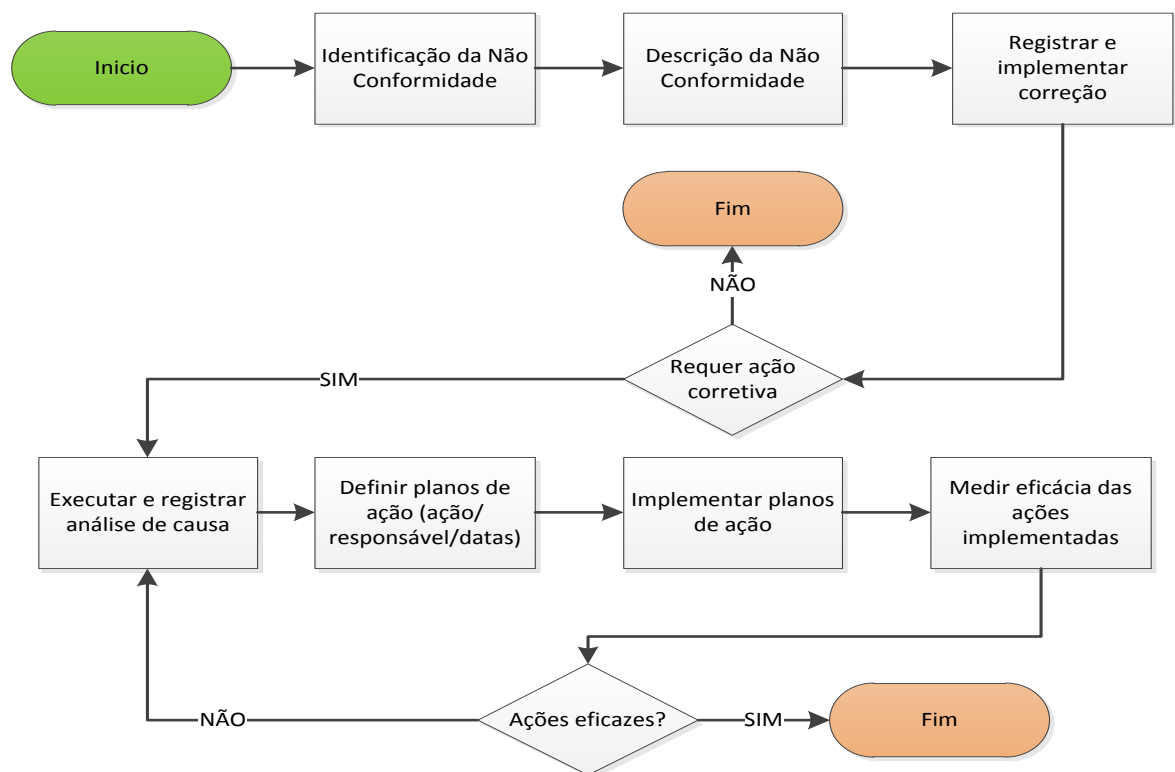 Inicio
Identificação da Não
Conformidade
Descrição da Não
Conformidade
Registrar e
implementar
correção
Fim
NÃO
Requer ação
corretiva
SIM
Executar e registrar
análise de causa
Definir planos de
ação (ação/
responsável/datas)
Implementar planos
de ação
Medir eficácia das
ações
implementadas
NÃO
Ações eficazes?
SIM
Fim